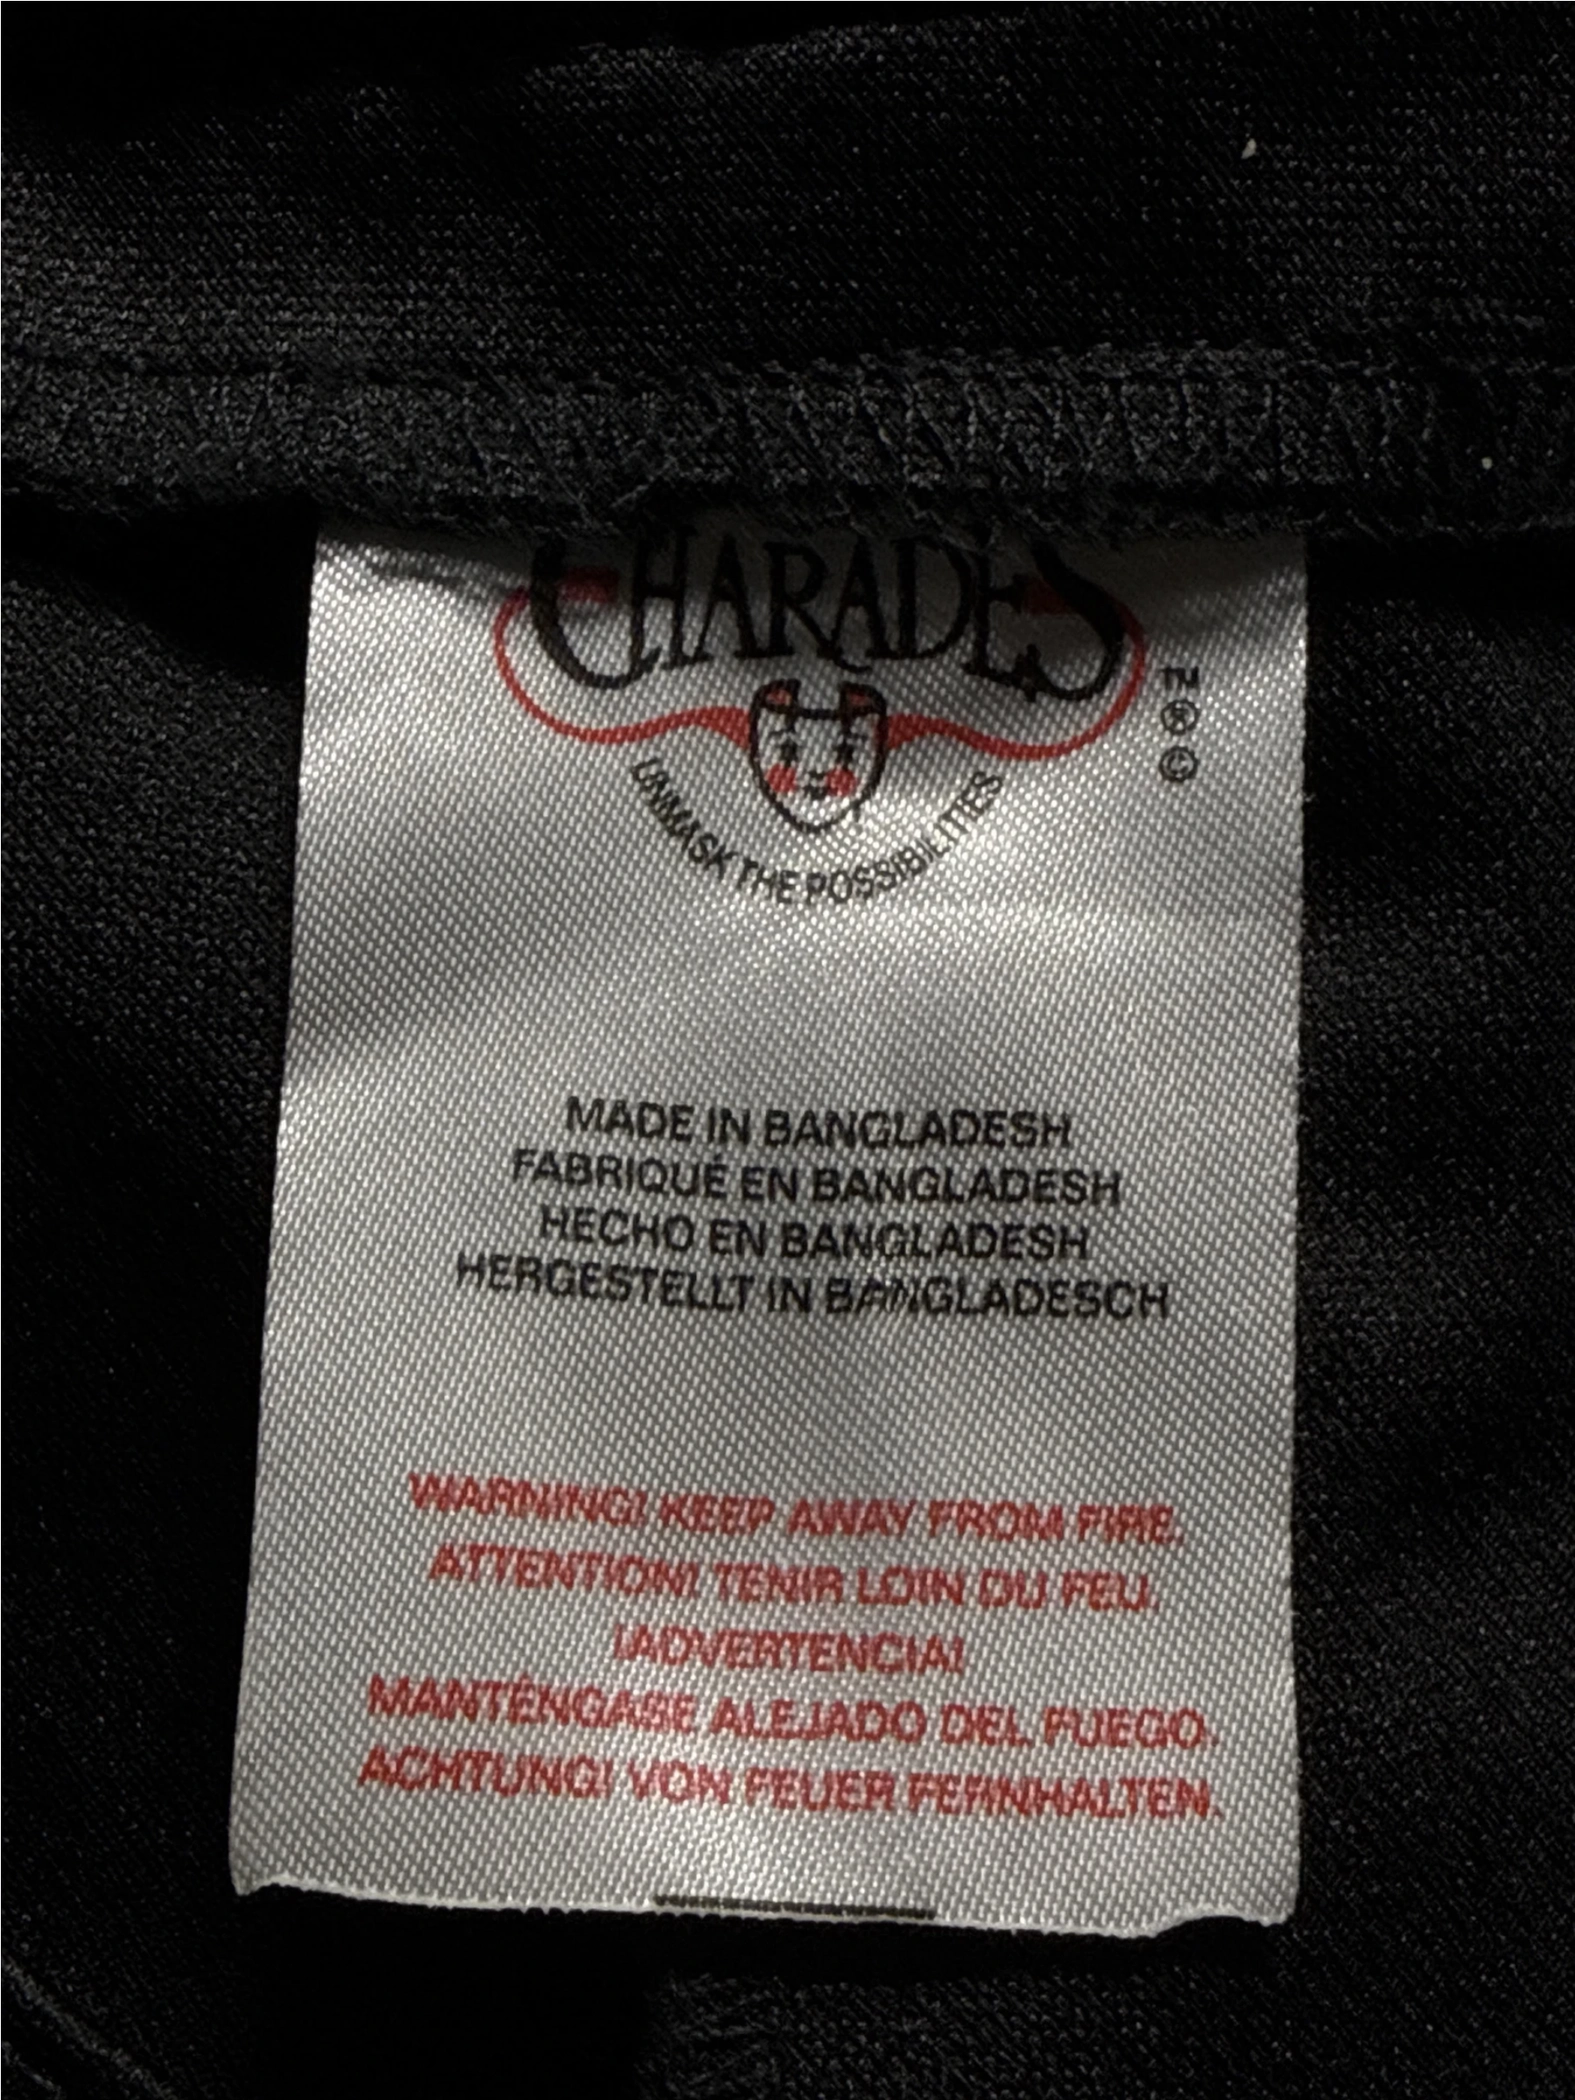 CHARADES
TM
®
©
UNMASK THE POSSIBILITIES
MADE IN BANGLADESH
FABRIQUÉ EN BANGLADESH
HECHO EN BANGLADESH
HERGESTELLT IN BANGLADESCH
WARNING! KEEP AWAY FROM FIRE.
ATTENTION! TENIR LOIN DU FEU.
¡ADVERTENCIA!
MANTÉNGASE ALEJADO DEL FUEGO.
ACHTUNG! VON FEUER FERNHALTEN.